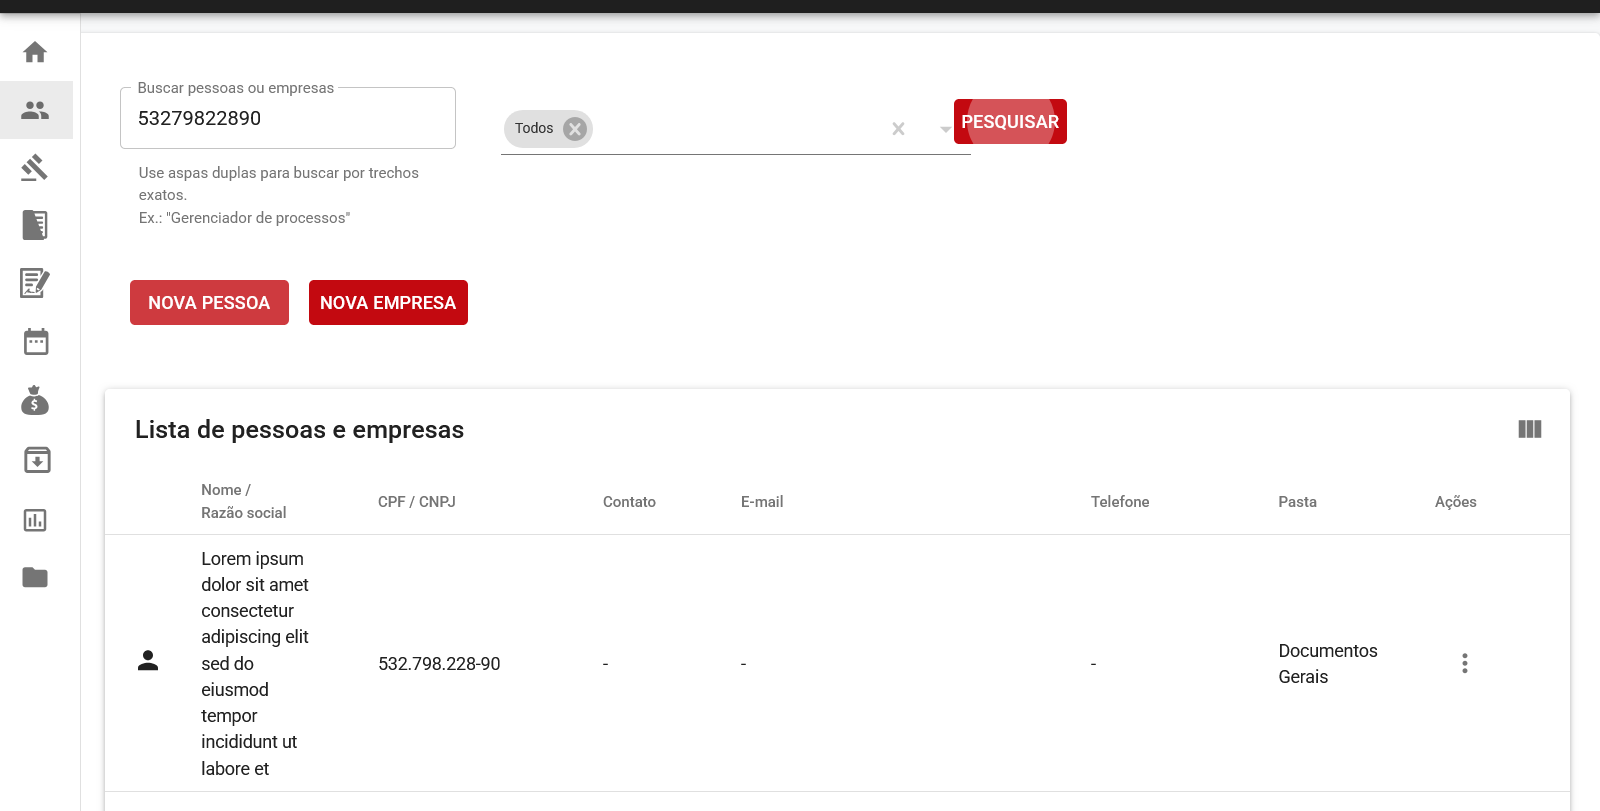 Buscar pessoas ou empresas
53279822890
Todos
PESQUISAR
Use aspas duplas para buscar por trechos
exatos.
Ex.: "Gerenciador de processos"
NOVA PESSOA
NOVA EMPRESA
Lista de pessoas e empresas
Nome /
Razão social
CPF / CNPJ
Contato
E-mail
Telefone
Pasta
Ações
Lorem ipsum
dolor sit amet
consectetur
adipiscing elit
sed do
eiusmod
tempor
incididunt ut
labore et
532.798.228-90
-
-
-
Documentos
Gerais